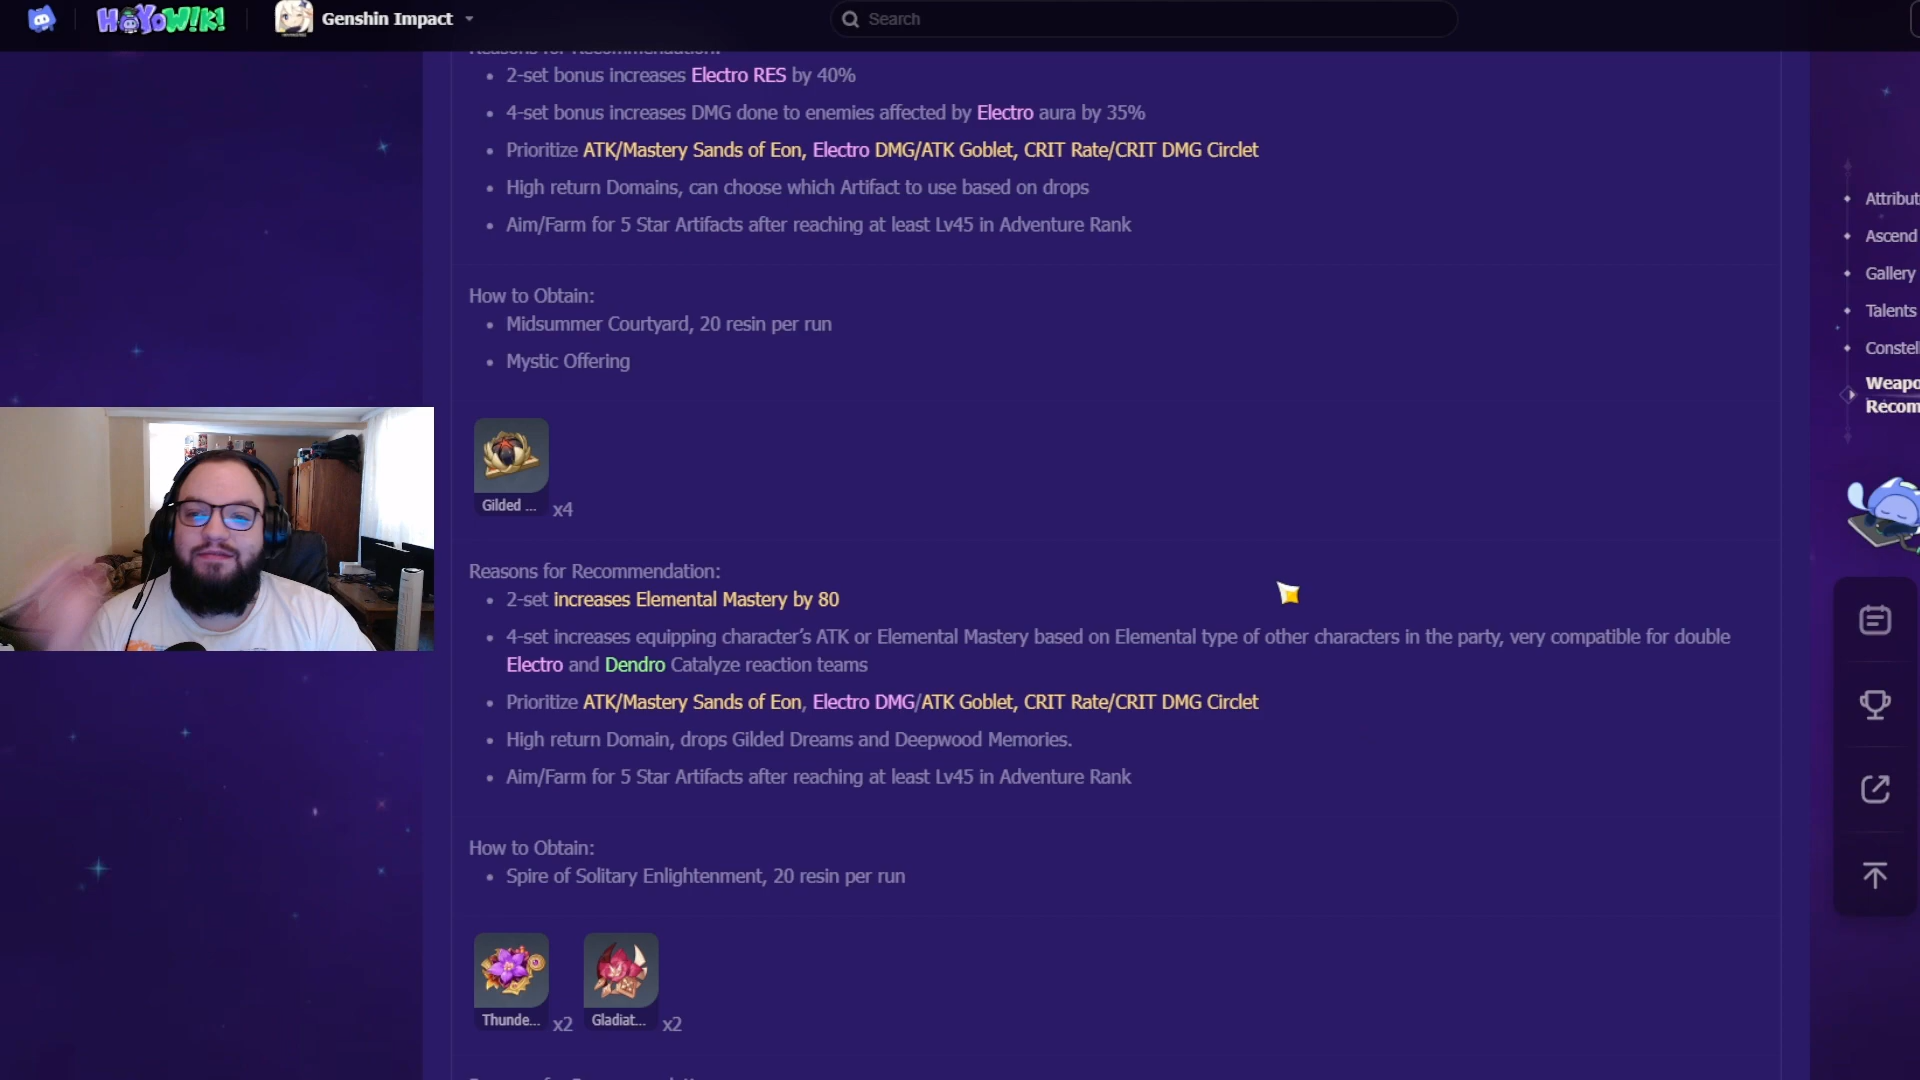 HoYoWiKi
Genshin Impact
Search
Reasons for Recommendation:
2-set bonus increases Electro RES by 40%
4-set bonus increases DMG done to enemies affected by Electro aura by 35%
Prioritize ATK/Mastery Sands of Eon, Electro DMG/ATK Goblet, CRIT Rate/CRIT DMG Circlet
High return Domains, can choose which Artifact to use based on drops
Aim/Farm for 5 Star Artifacts after reaching at least Lv45 in Adventure Rank
How to Obtain:
Midsummer Courtyard, 20 resin per run
Mystic Offering
Gilded ...
x4
Reasons for Recommendation:
2-set increases Elemental Mastery by 80
4-set increases equipping character’s ATK or Elemental Mastery based on Elemental type of other characters in the party, very compatible for double
Electro and Dendro Catalyze reaction teams
Prioritize ATK/Mastery Sands of Eon, Electro DMG/ATK Goblet, CRIT Rate/CRIT DMG Circlet
High return Domain, drops Gilded Dreams and Deepwood Memories.
Aim/Farm for 5 Star Artifacts after reaching at least Lv45 in Adventure Rank
How to Obtain:
Spire of Solitary Enlightenment, 20 resin per run
Thunde...
x2
Gladiat...
x2
Attribut
Ascend
Gallery
Talents
Constell
Weapo
Recom